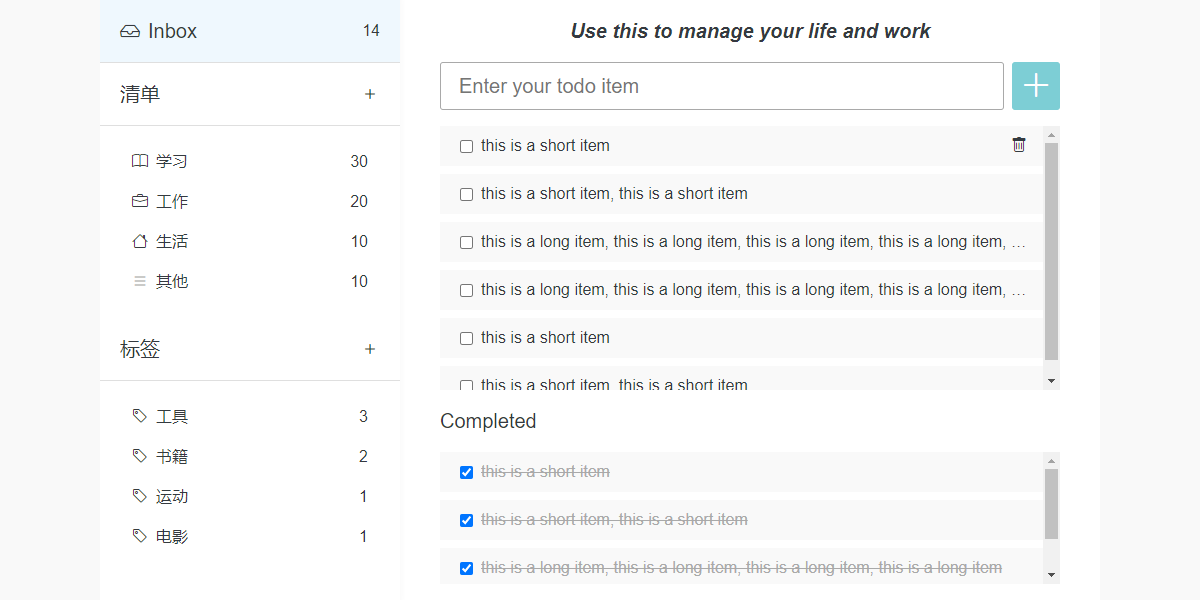 Inbox 14
清单 +
学习 30
工作 20
生活 10
其他 10
标签 +
工具 3
书籍 2
运动 1
电影 1
Use this to manage your life and work
Enter your todo item
this is a short item
this is a short item, this is a short item
this is a long item, this is a long item, this is a long item, this is a long item, …
this is a long item, this is a long item, this is a long item, this is a long item, …
this is a short item
this is a short item, this is a short item
Completed
this is a short item
this is a short item, this is a short item
this is a long item, this is a long item, this is a long item, this is a long item